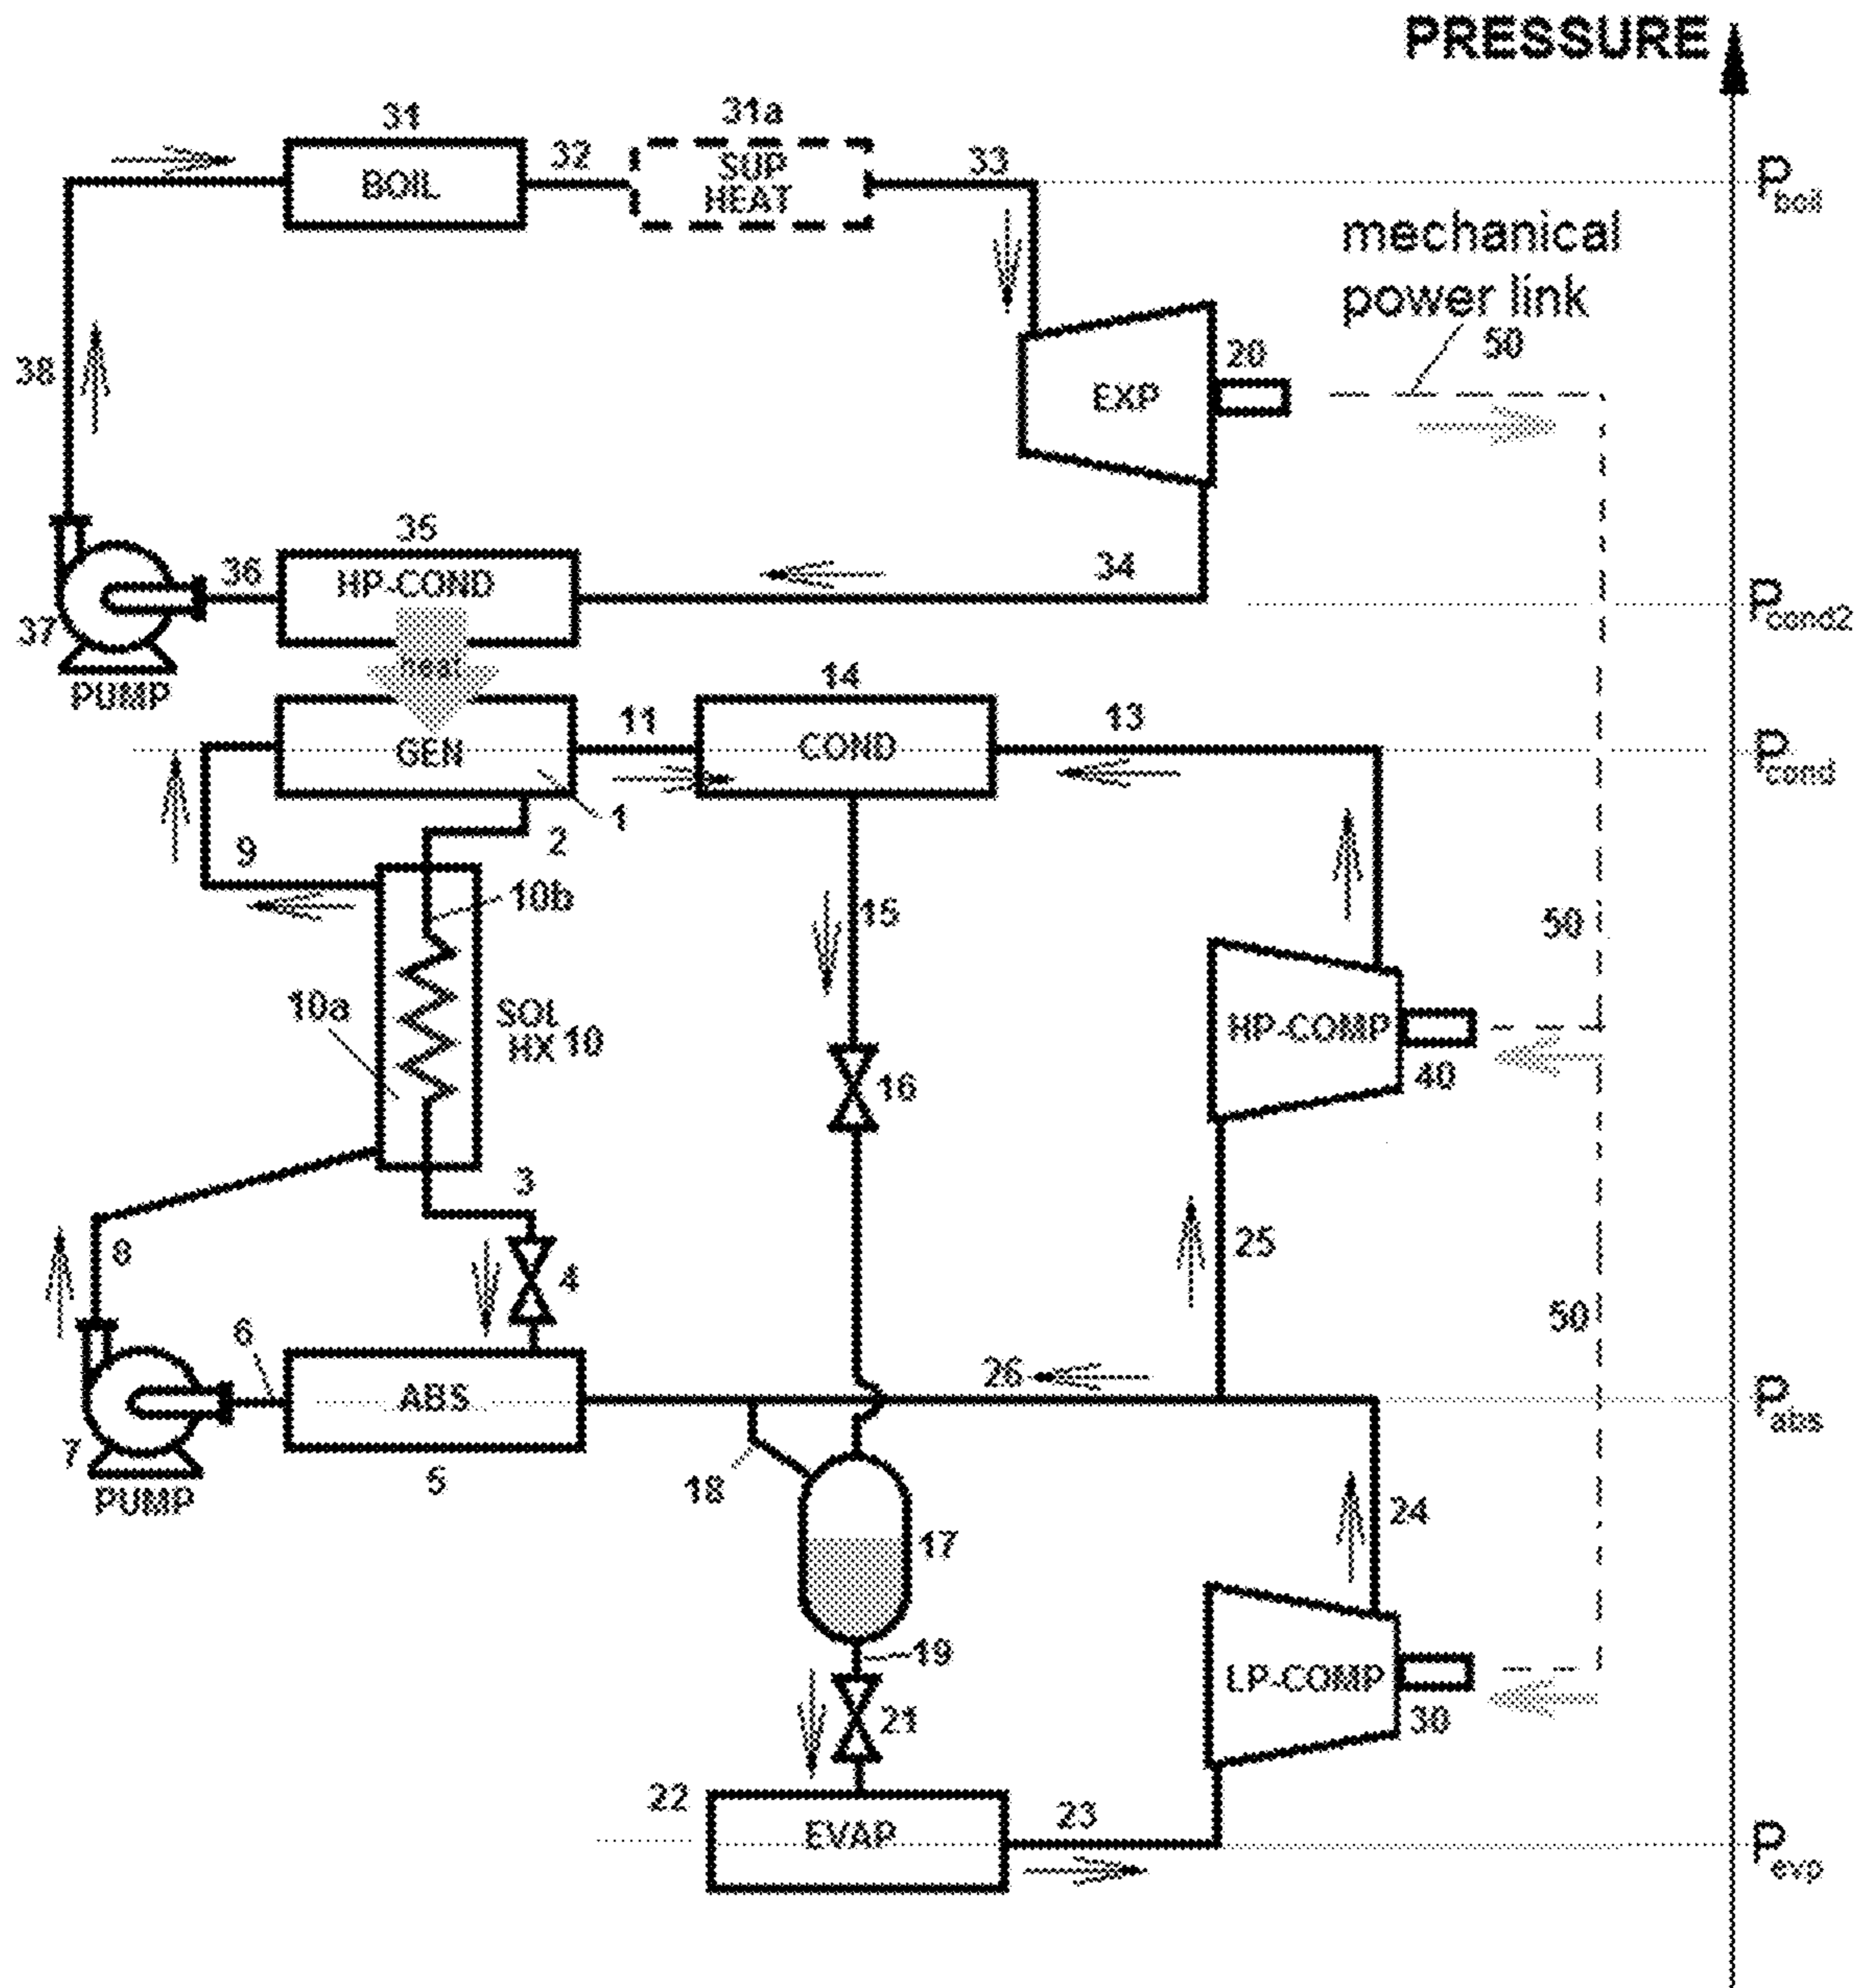 PRESSURE
31
31a
BOIL
32
SUP
HEAT
33
P boil
mechanical
power link
50
38
20
EXP
35
36
HP-COND
34
P cond2
37
heat
PUMP
14
11
13
GEN
COND
P cond
1
2
9
10b
15
50
10a
SOL
HX 10
HP-COMP
16
40
3
8
25
4
50
6
26
ABS
P abs
7
5
18
PUMP
24
17
19
LP-COMP
21
30
22
23
EVAP
P evp